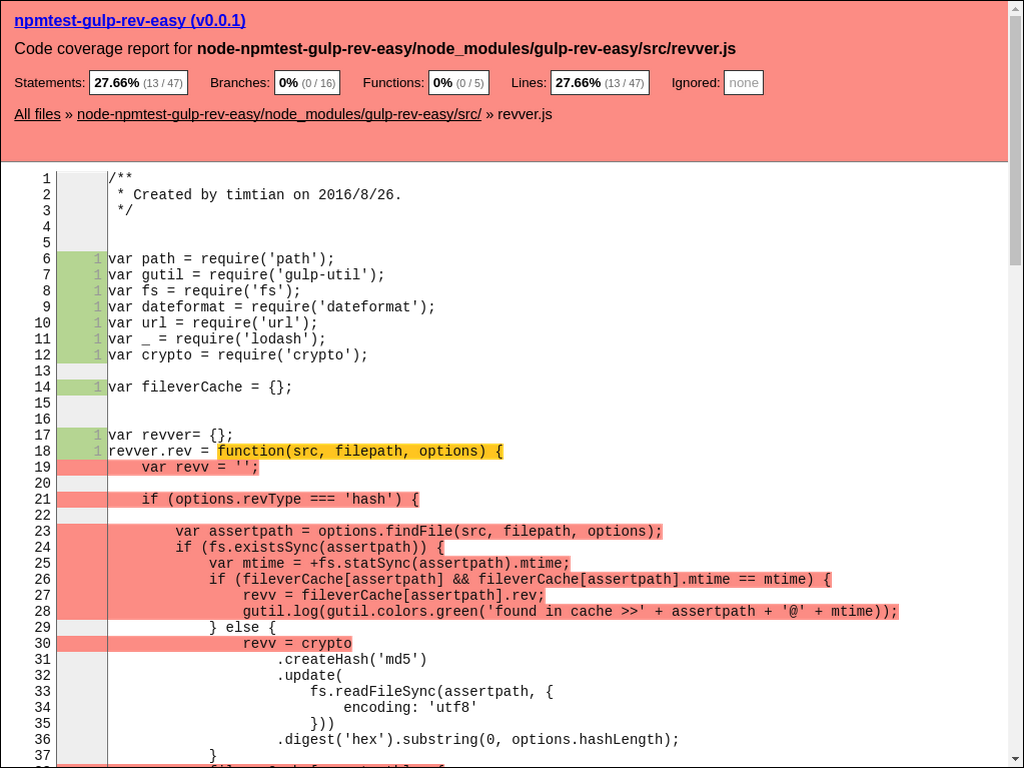 npmtest-gulp-rev-easy (v0.0.1)
Code coverage report for node-npmtest-gulp-rev-easy/node_modules/gulp-rev-easy/src/revver.js
Statements: 27.66% (13 / 47) Branches: 0% (0 / 16) Functions: 0% (0 / 5) Lines: 27.66% (13 / 47) Ignored: none
All files » node-npmtest-gulp-rev-easy/node_modules/gulp-rev-easy/src/ » revver.js
1 /**
2 * Created by timtian on 2016/8/26.
3 */
4
5
6 1 var path = require('path');
7 1 var gutil = require('gulp-util');
8 1 var fs = require('fs');
9 1 var dateformat = require('dateformat');
10 1 var url = require('url');
11 1 var _ = require('lodash');
12 1 var crypto = require('crypto');
13
14 1 var fileverCache = {};
15
16
17 1 var revver= {};
18 1 revver.rev = function(src, filepath, options) {
19 var revv = '';
20
21 if (options.revType === 'hash') {
22
23 var assertpath = options.findFile(src, filepath, options);
24 if (fs.existsSync(assertpath)) {
25 var mtime = +fs.statSync(assertpath).mtime;
26 if (fileverCache[assertpath] && fileverCache[assertpath].mtime == mtime) {
27 revv = fileverCache[assertpath].rev;
28 gutil.log(gutil.colors.green('found in cache >>' + assertpath + '@' + mtime));
29 } else {
30 revv = crypto
31 .createHash('md5')
32 .update(
33 fs.readFileSync(assertpath, {
34 encoding: 'utf8'
35 }))
36 .digest('hex').substring(0, options.hashLength);
37 }